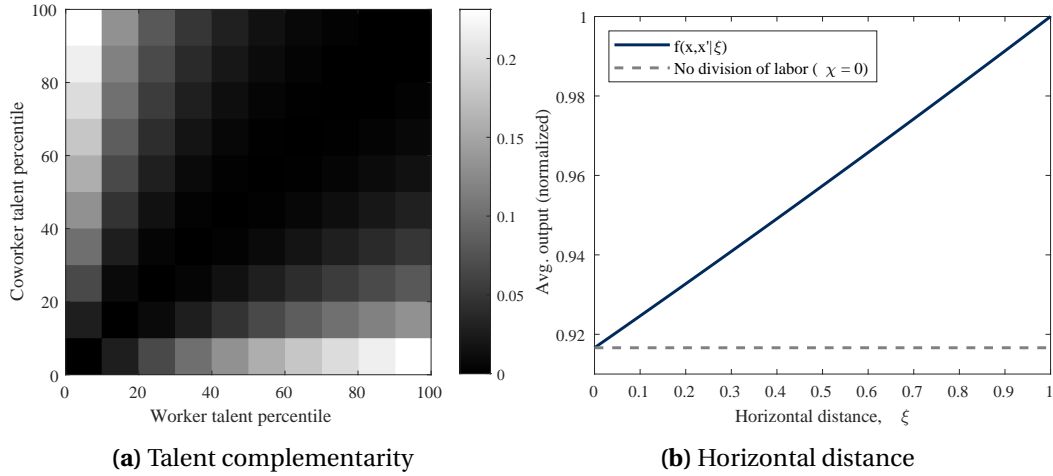 100
80
60
40
20
0
Coworker talent percentile
0 20 40 60 80 100
Worker talent percentile
0.2
0.15
0.1
0.05
0
(a) Talent complementarity
1
0.98
0.96
0.94
0.92
Avg. output (normalized)
f(x,x'|ξ)
No division of labor ( χ = 0)
0 0.1 0.2 0.3 0.4 0.5 0.6 0.7 0.8 0.9 1
Horizontal distance, ξ
(b) Horizontal distance